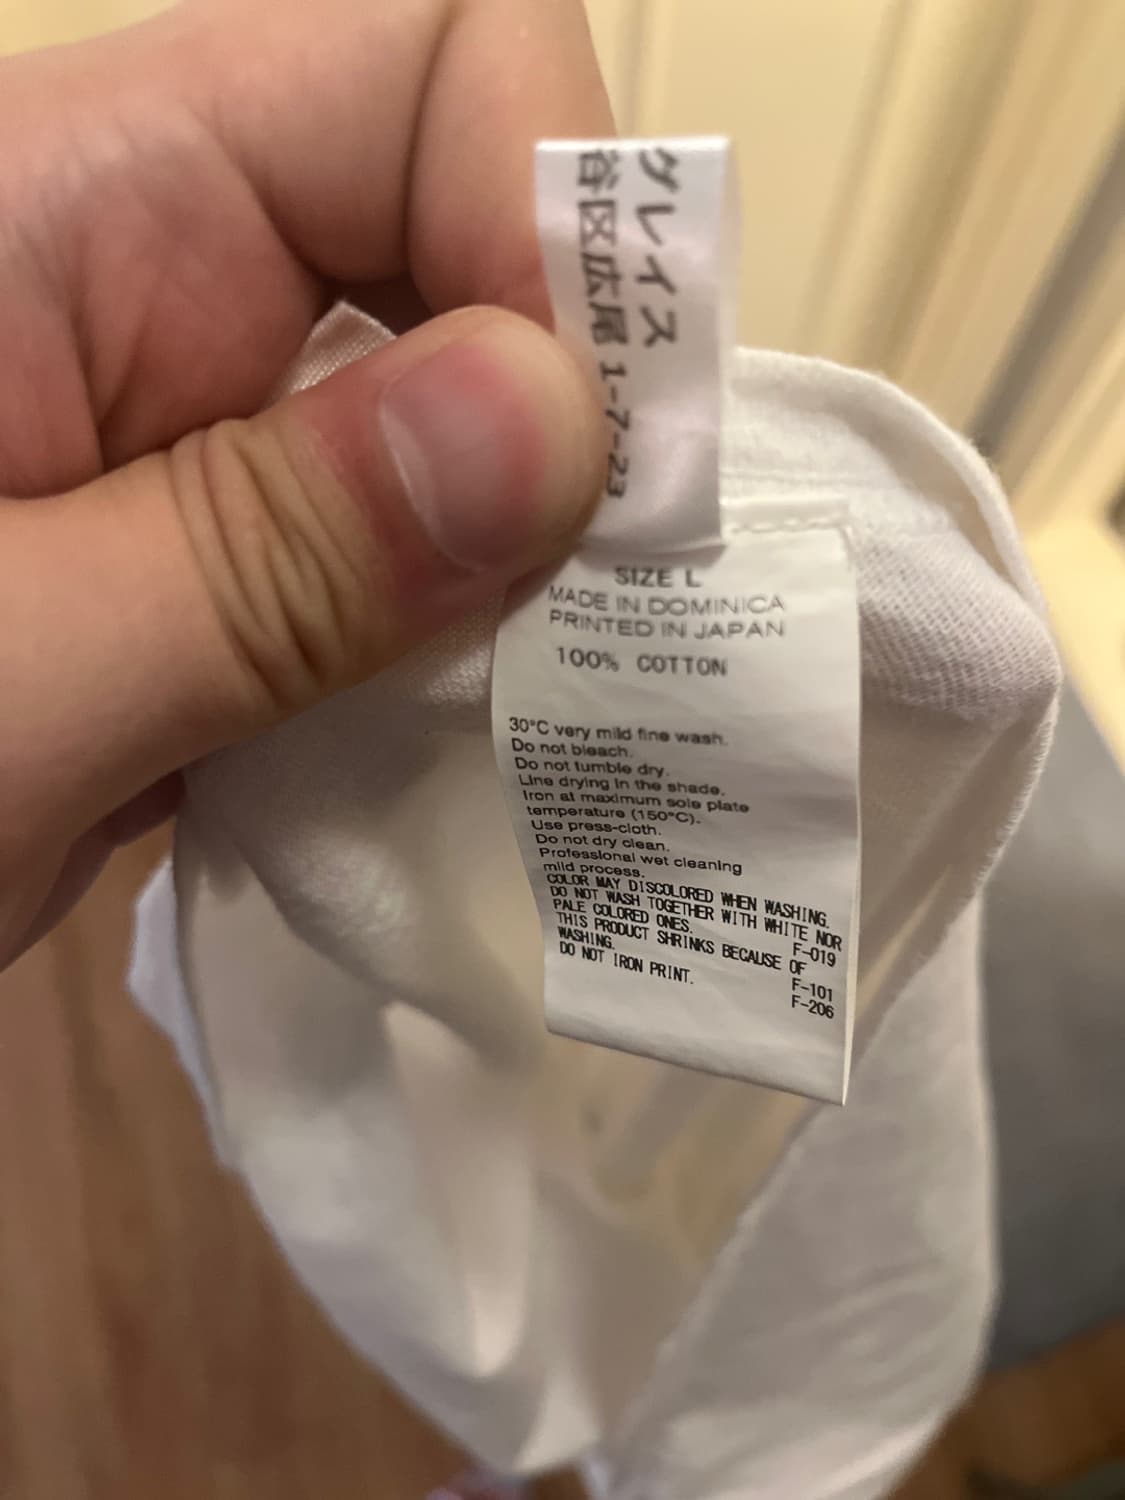 グレイス
谷区広尾 1-7-23
SIZE L
MADE IN DOMINICA
PRINTED IN JAPAN
100% COTTON
30°C very mild fine wash.
Do not bleach.
Do not tumble dry.
Line drying in the shade.
Iron at maximum sole plate
temperature (150°C).
Use press-cloth.
Do not dry clean.
Professional wet cleaning
mild process.
COLOR MAY DISCOLORED WHEN WASHING.
DO NOT WASH TOGETHER WITH WHITE NOR
PALE COLORED ONES.
F-019
THIS PRODUCT SHRINKS BECAUSE OF
WASHING.
F-101
DO NOT IRON PRINT.
F-206